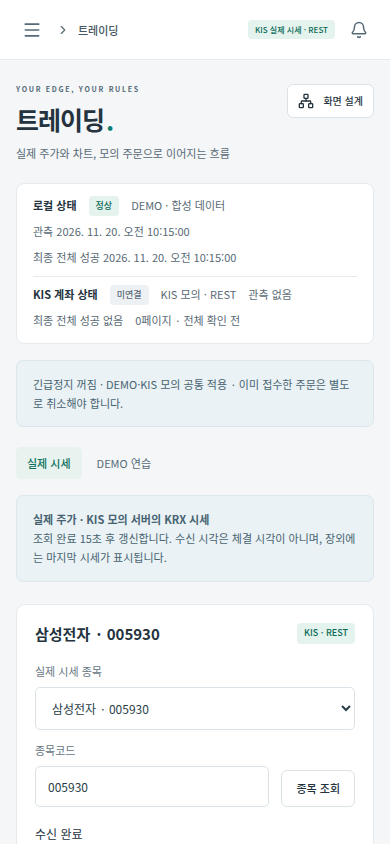 트레이딩
KIS 실제 시세 · REST
YOUR EDGE, YOUR RULES
트레이딩.
화면 설계
실제 주가와 차트, 모의 주문으로 이어지는 흐름
로컬 상태 정상 DEMO · 합성 데이터
관측 2026. 11. 20. 오전 10:15:00
최종 전체 성공 2026. 11. 20. 오전 10:15:00
KIS 계좌 상태 미연결 KIS 모의 · REST 관측 없음
최종 전체 성공 없음 0페이지 · 전체 확인 전
긴급정지 꺼짐 · DEMO·KIS 모의 공통 적용 · 이미 접수한 주문은 별도
로 취소해야 합니다.
실제 시세 DEMO 연습
실제 주가 · KIS 모의 서버의 KRX 시세
조회 완료 15초 후 갱신합니다. 수신 시각은 체결 시각이 아니며, 장외에
는 마지막 시세가 표시됩니다.
삼성전자 · 005930
KIS · REST
실제 시세 종목
삼성전자 · 005930
종목코드
005930
종목 조회
수신 완료